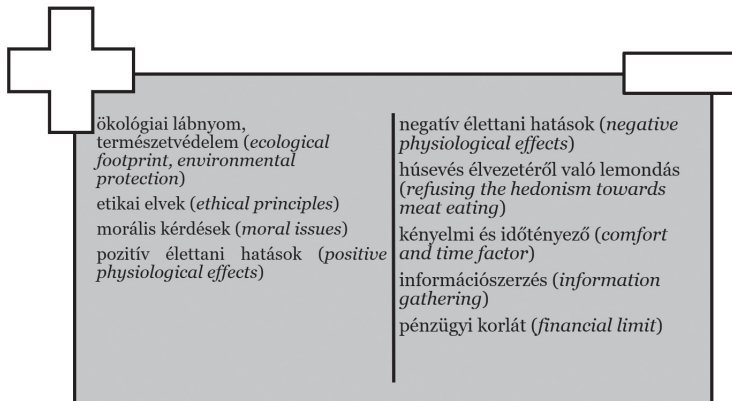 ökológiai lábnyom,
természetvédelem (ecological
footprint, environmental
protection)
etikai elvek (ethical principles)
morális kérdések (moral issues)
pozitív élettani hatások (positive
physiological effects)
negatív élettani hatások (negative
physiological effects)
húsevés élvezetéről való lemondás
(refusing the hedonism towards
meat eating)
kényelmi és időtényező (comfort
and time factor)
információszerzés (information
gathering)
pénzügyi korlát (financial limit)